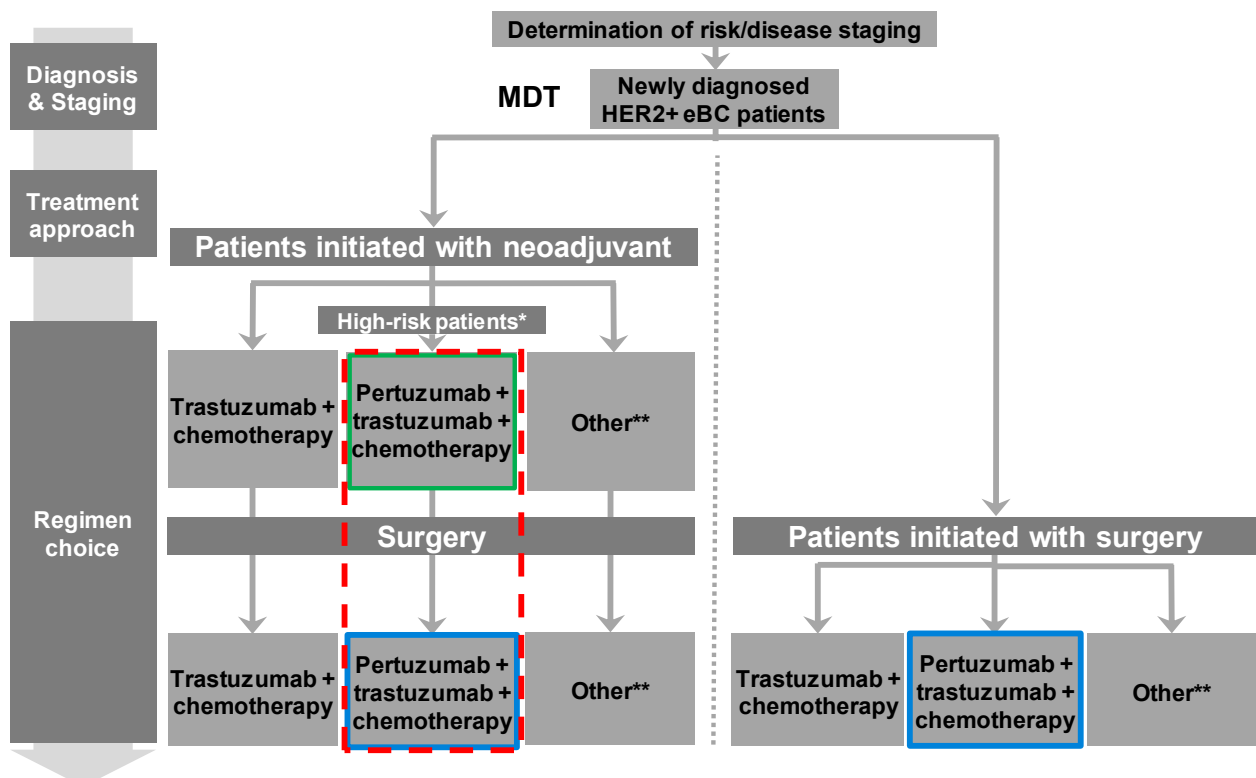 Determination of risk/disease staging
Diagnosis
& Staging
MDT
Newly diagnosed
HER2+ eBC patients
Treatment
approach
Patients initiated with neoadjuvant
High-risk patients*
Trastuzumab +
chemotherapy
Pertuzumab +
trastuzumab +
chemotherapy
Other**
Regimen
choice
Surgery
Patients initiated with surgery
Trastuzumab +
chemotherapy
Pertuzumab +
trastuzumab +
chemotherapy
Other**
Trastuzumab +
chemotherapy
Pertuzumab +
trastuzumab +
chemotherapy
Other**